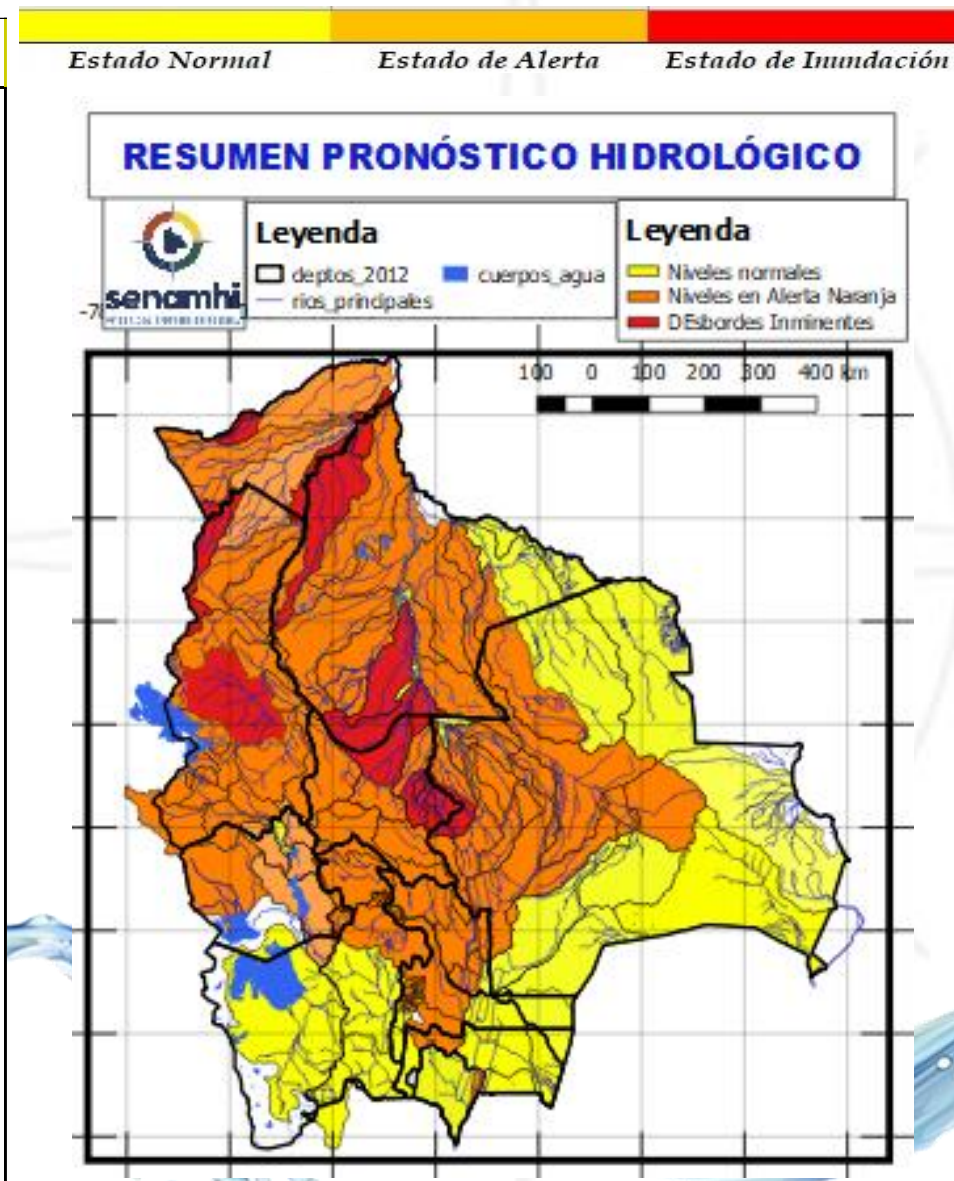 Estado Normal Estado de Alerta Estado de Inundación
RESUMEN PRONÓSTICO HIDROLÓGICO
senamhi
Leyenda
deptos_2012 cuerpos_agua
rios_principales
Leyenda
Niveles normales
Niveles en Alerta Naranja
DEsbordes Inminentes
100 0 100 200 300 400 km